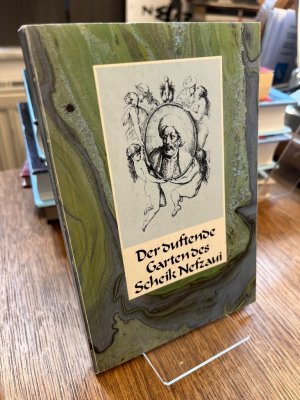 Der duftende
Garten des
Scheik Nefzaui